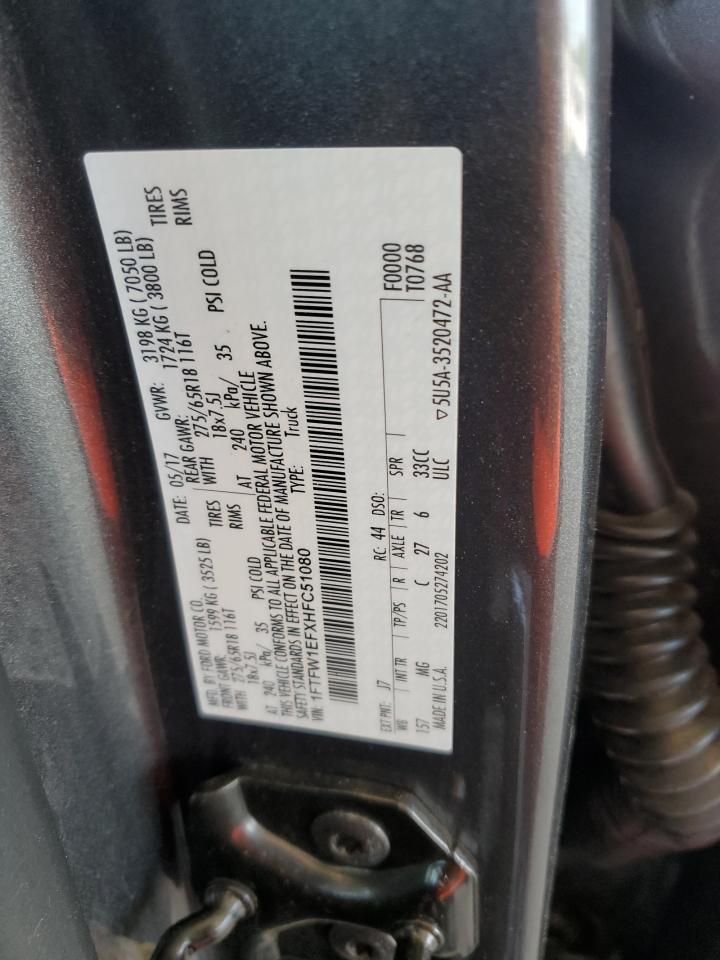 MFD. BY FORD MOTOR CO. DATE: 05/17 GVWR: 3198 KG ( 7050 LB)
FRONT GAWR: 1599 KG ( 3525 LB) REAR GAWR: 1724 KG ( 3800 LB)
WITH 275/65R18 116T TIRES WITH 275/65R18 116T TIRES
18x7.5J RIMS 18x7.5J RIMS
AT 240 kPa/ 35 PSI COLD AT 240 kPa/ 35 PSI COLD
THIS VEHICLE CONFORMS TO ALL APPLICABLE FEDERAL MOTOR VEHICLE
SAFETY STANDARDS IN EFFECT ON THE DATE OF MANUFACTURE SHOWN ABOVE.
VIN: 1FTFW1EFXHFC51080 TYPE: Truck
EXT PNT: J7 RC: 44 DSO: F0000
WB INT TR TP/PS R AXLE TR SPR T0768
157 MG C 27 6 33CC
MADE IN U.S.A. 2201705274202 ULC ▽5U5A-3520472-AA